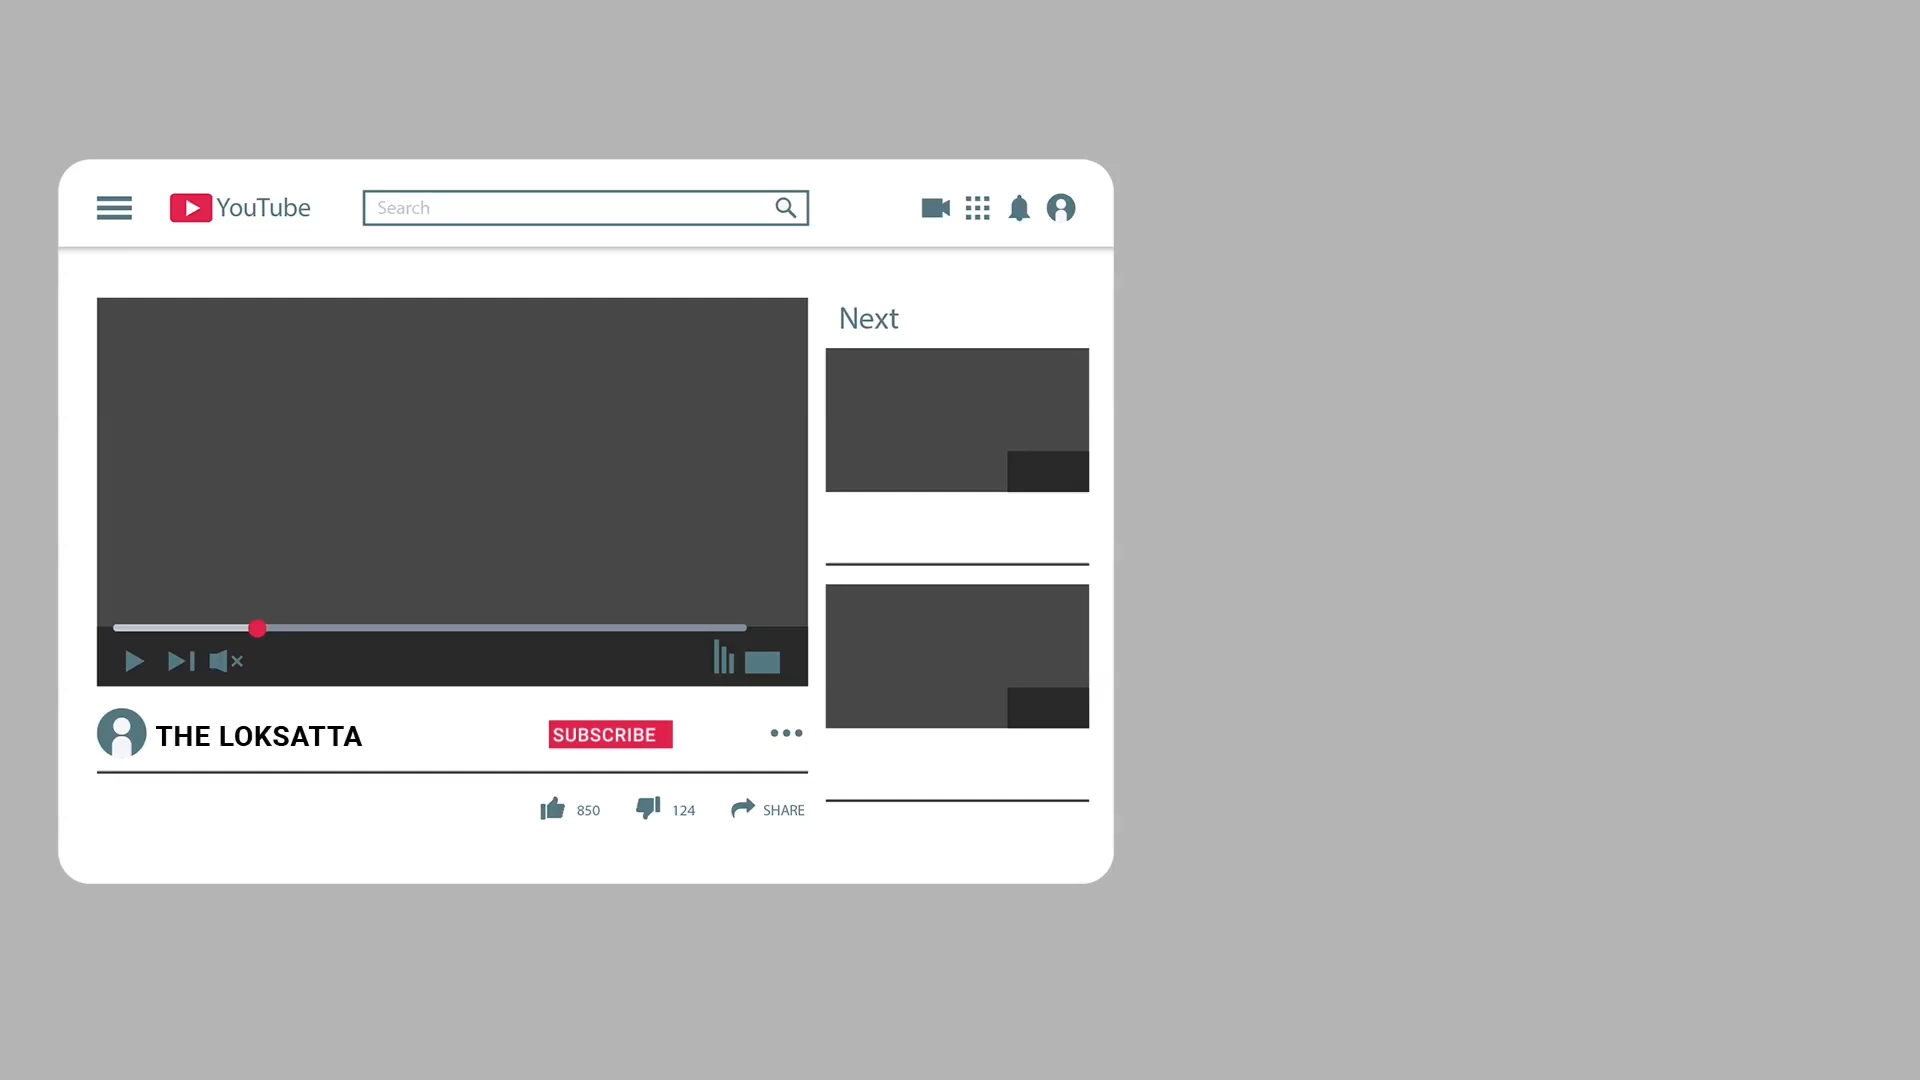 YouTube
Search
Next
THE LOKSATTA
SUBSCRIBE
850
124
SHARE